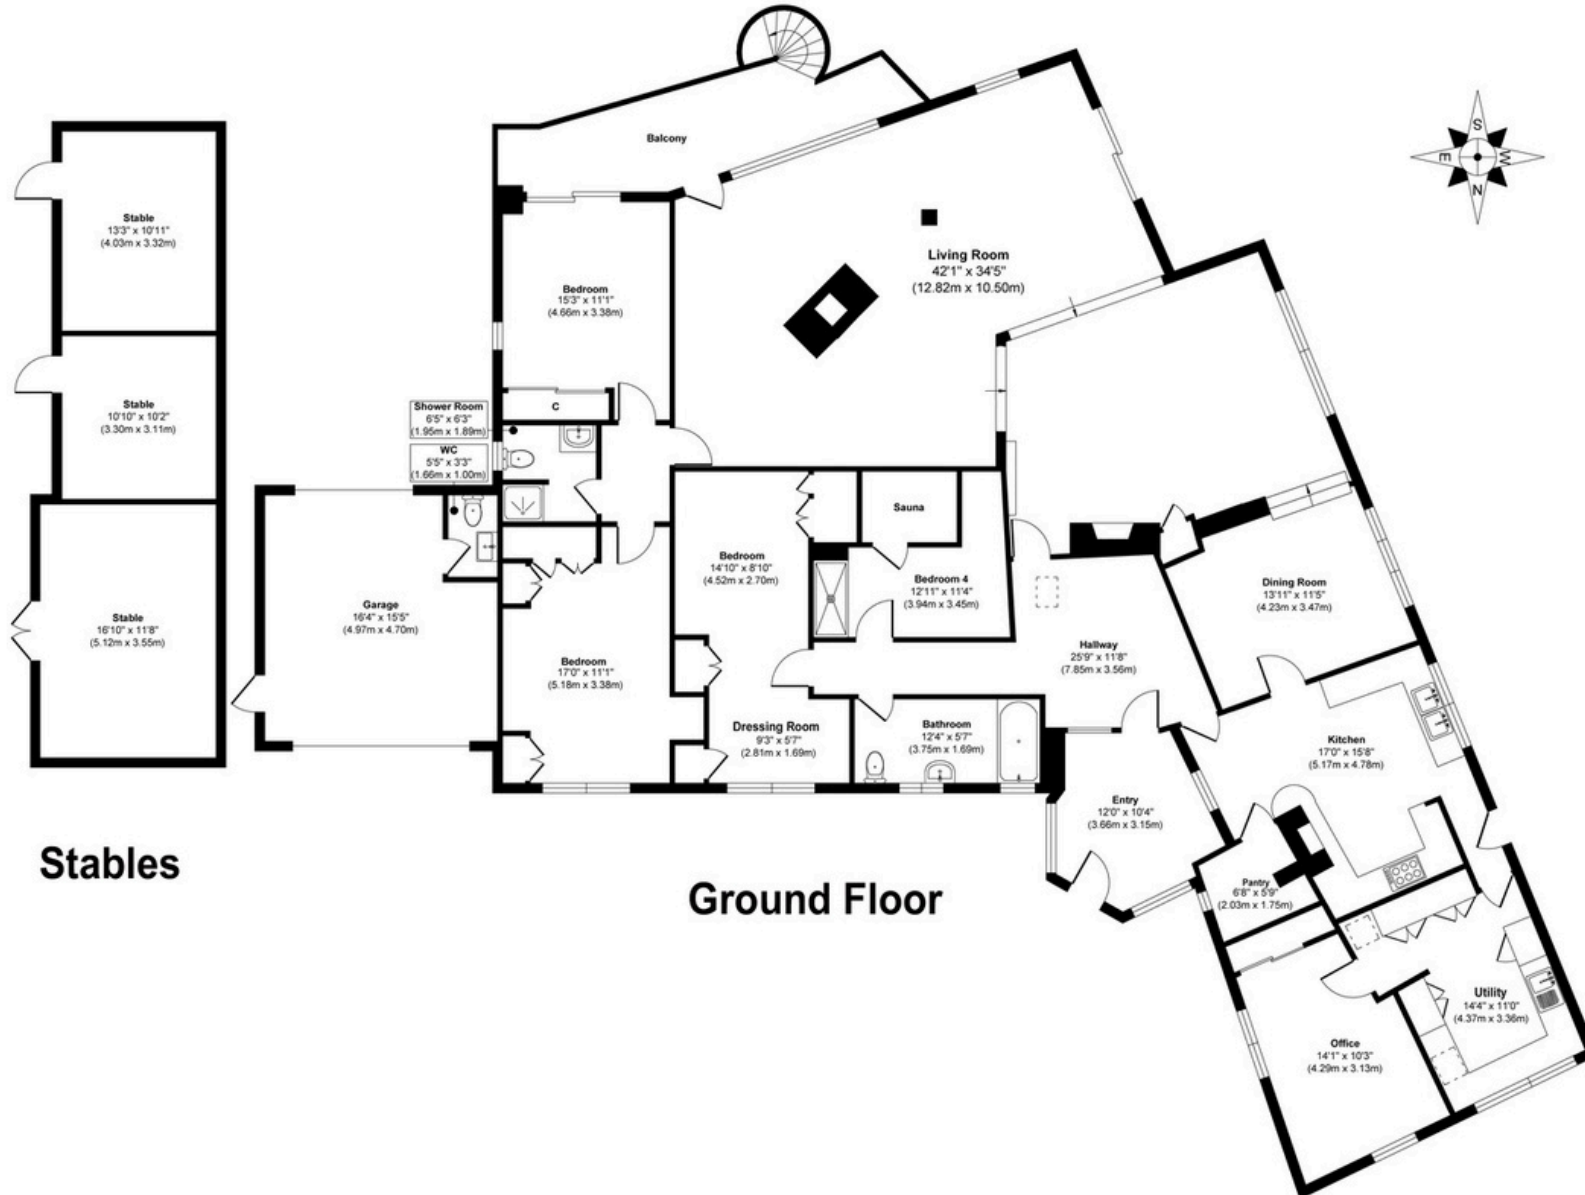 Balcony
S
E
W
N
Stable
13'3" x 10'11"
(4.03m x 3.32m)
Living Room
42'1" x 34'5"
(12.82m x 10.50m)
Bedroom
15'3" x 11'1"
(4.66m x 3.38m)
Stable
10'10" x 10'2"
(3.30m x 3.11m)
C
Shower Room
6'5" x 6'3"
(1.95m x 1.89m)
WC
5'5" x 3'3"
(1.66m x 1.00m)
Sauna
Stable
16'10" x 11'8"
(5.12m x 3.55m)
Garage
16'4" x 15'5"
(4.97m x 4.70m)
Bedroom
14'10" x 8'10"
(4.52m x 2.70m)
Bedroom 4
12'11" x 11'4"
(3.94m x 3.45m)
Dining Room
13'11" x 11'5"
(4.23m x 3.47m)
Bedroom
17'0" x 11'1"
(5.18m x 3.38m)
Hallway
25'9" x 11'8"
(7.85m x 3.56m)
Dressing Room
9'3" x 5'7"
(2.81m x 1.69m)
Bathroom
12'4" x 5'7"
(3.75m x 1.69m)
Kitchen
17'0" x 15'8"
(5.17m x 4.78m)
Entry
12'0" x 10'4"
(3.66m x 3.15m)
Pantry
6'8" x 5'9"
(2.03m x 1.75m)
Stables
Ground Floor
Utility
14'4" x 11'0"
(4.37m x 3.36m)
Office
14'1" x 10'3"
(4.29m x 3.13m)